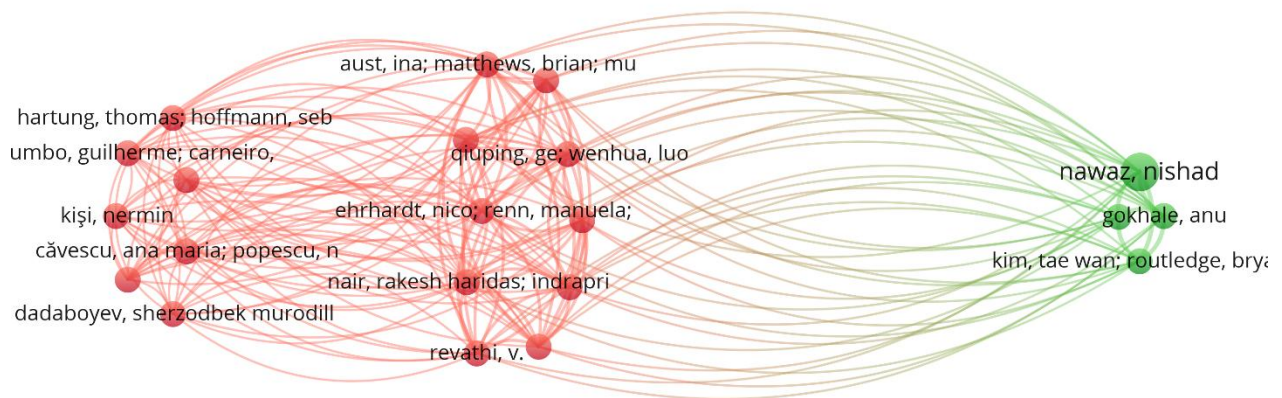 aust, ina; matthews, brian; mu
hartung, thomas; hoffmann, seb
umbo, guilherme; carneiro,
qiuping, ge; wenhua, luo
nawaz, nishad
kişi, nermin
ehrhardt, nico; renn, manuela;
gokhale, anu
căvescu, ana maria; popescu, n
kim, tae wan; routledge, brya
nair, rakesh haridas; indrapri
dadaboyev, sherzodbek murodill
revathi, v.